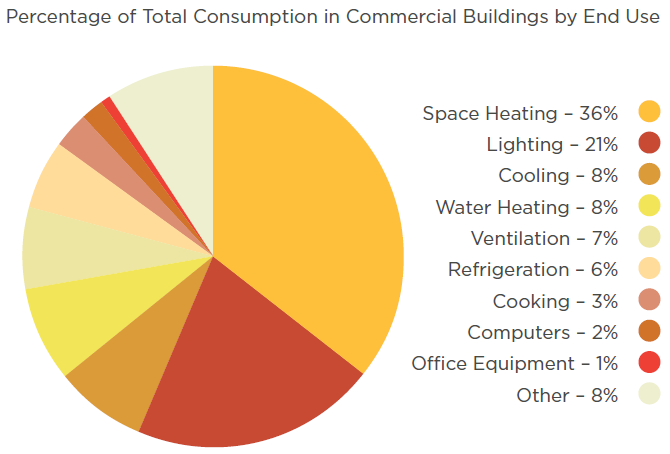 Percentage of Total Consumption in Commercial Buildings by End Use
Space Heating – 36%
Lighting – 21%
Cooling – 8%
Water Heating – 8%
Ventilation – 7%
Refrigeration – 6%
Cooking – 3%
Computers – 2%
Office Equipment – 1%
Other – 8%